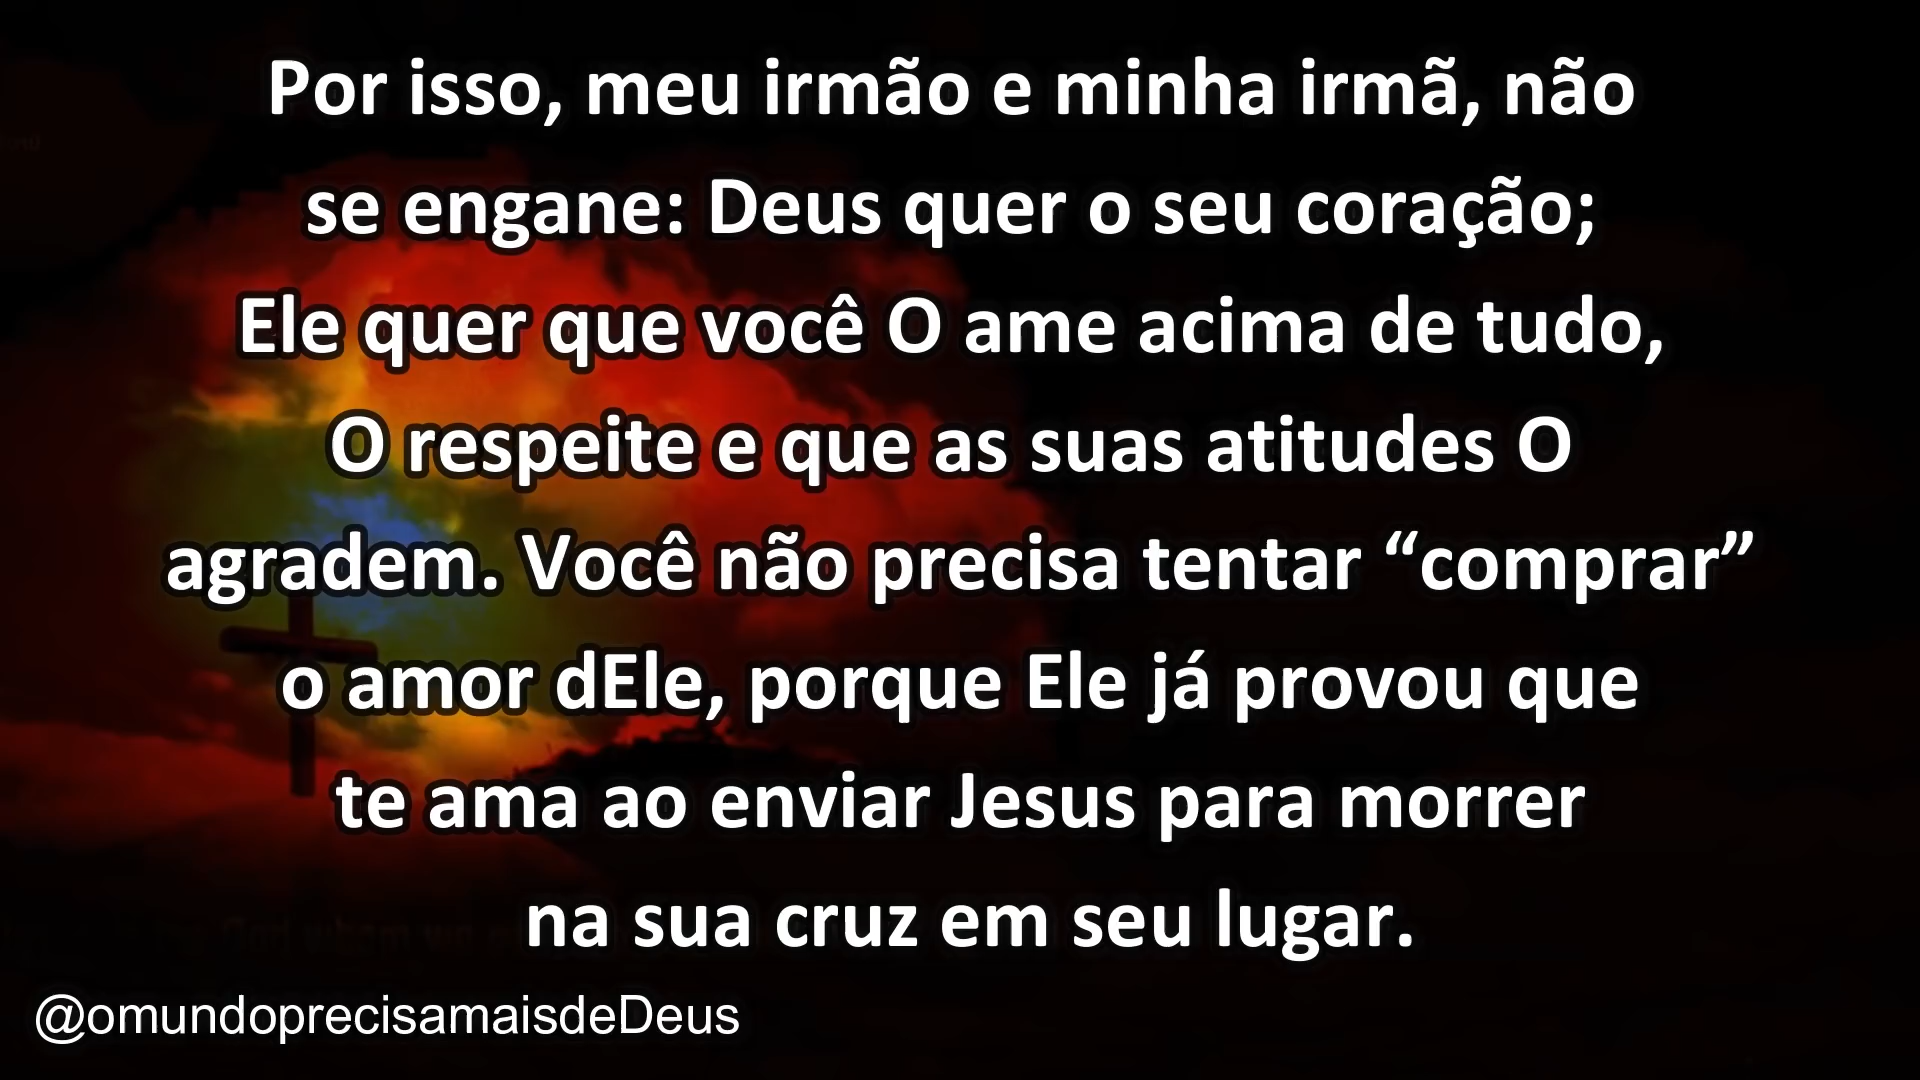 Por isso, meu irmão e minha irmã, não
se engane: Deus quer o seu coração;
Ele quer que você O ame acima de tudo,
O respeite e que as suas atitudes O
agradem. Você não precisa tentar “comprar”
o amor dEle, porque Ele já provou que
te ama ao enviar Jesus para morrer
na sua cruz em seu lugar.
@omundoprecisamaisdeDeus